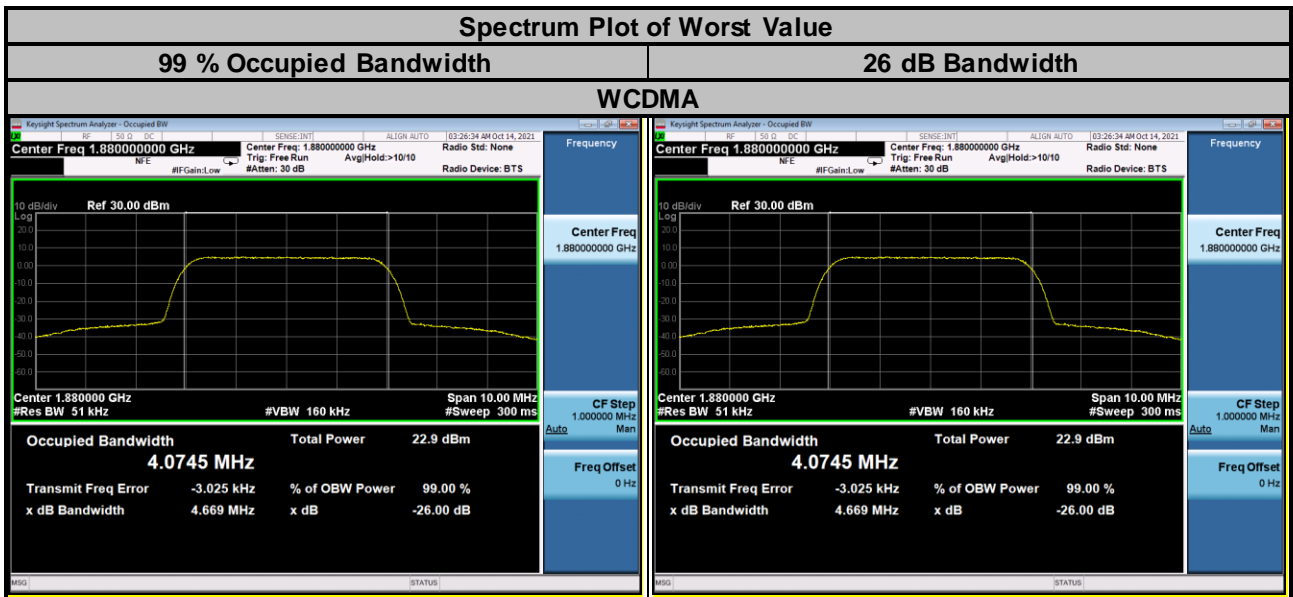 Spectrum Plot of Worst Value
99 % Occupied Bandwidth
26 dB Bandwidth
WCDMA
Keysight Spectrum Analyzer - Occupied BW
LXI RF 50 Ω DC SENSE:INT ALIGN AUTO 03:26:34 AM Oct 14, 2021
Center Freq 1.880000000 GHz
Center Freq: 1.880000000 GHz
Radio Std: None
NFE
Trig: Free Run Avg|Hold:>10/10
#IFGain:Low
#Atten: 30 dB
Radio Device: BTS
10 dB/div Ref 30.00 dBm
Log
20.0
10.0
0.00
-10.0
-20.0
-30.0
-40.0
-50.0
-60.0
Center 1.880000 GHz
Span 10.00 MHz
#Res BW 51 kHz
#VBW 160 kHz
#Sweep 300 ms
Occupied Bandwidth
Total Power 22.9 dBm
4.0745 MHz
Transmit Freq Error -3.025 kHz % of OBW Power 99.00 %
x dB Bandwidth 4.669 MHz x dB -26.00 dB
MSG
STATUS
Frequency
Center Freq
1.880000000 GHz
CF Step
1.000000 MHz
Auto Man
Freq Offset
0 Hz
Keysight Spectrum Analyzer - Occupied BW
LXI RF 50 Ω DC SENSE:INT ALIGN AUTO 03:26:34 AM Oct 14, 2021
Center Freq 1.880000000 GHz
Center Freq: 1.880000000 GHz
Radio Std: None
NFE
Trig: Free Run Avg|Hold:>10/10
#IFGain:Low
#Atten: 30 dB
Radio Device: BTS
10 dB/div Ref 30.00 dBm
Log
20.0
10.0
0.00
-10.0
-20.0
-30.0
-40.0
-50.0
-60.0
Center 1.880000 GHz
Span 10.00 MHz
#Res BW 51 kHz
#VBW 160 kHz
#Sweep 300 ms
Occupied Bandwidth
Total Power 22.9 dBm
4.0745 MHz
Transmit Freq Error -3.025 kHz % of OBW Power 99.00 %
x dB Bandwidth 4.669 MHz x dB -26.00 dB
MSG
STATUS
Frequency
Center Freq
1.880000000 GHz
CF Step
1.000000 MHz
Auto Man
Freq Offset
0 Hz